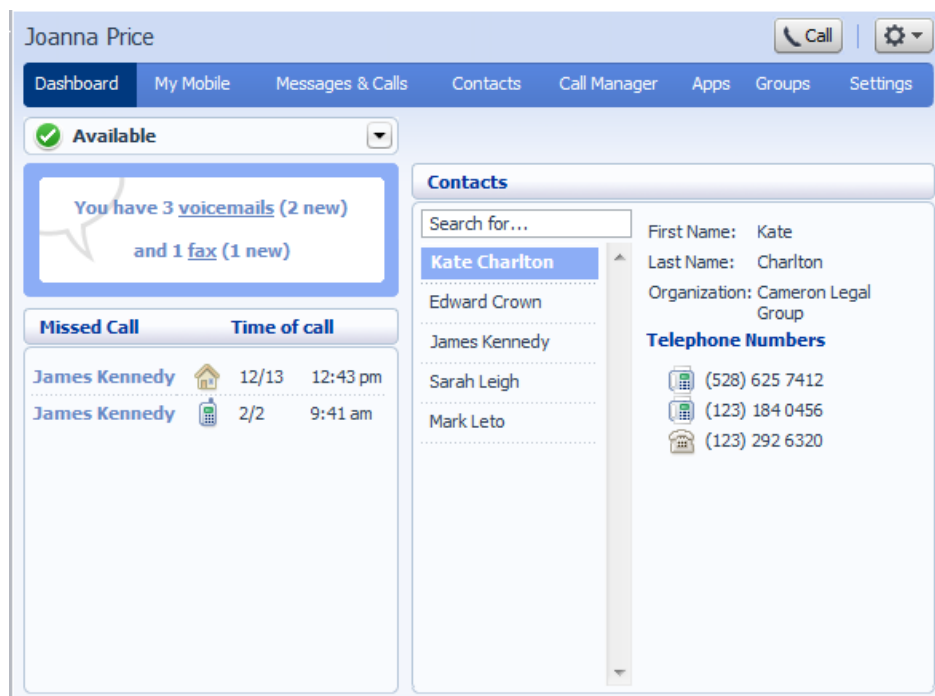 Joanna Price
Call
Dashboard My Mobile Messages & Calls Contacts Call Manager Apps Groups Settings
Available
You have 3 voicemails (2 new)
and 1 fax (1 new)
Missed Call Time of call
James Kennedy 12/13 12:43 pm
James Kennedy 2/2 9:41 am
Contacts
Search for...
Kate Charlton
Edward Crown
James Kennedy
Sarah Leigh
Mark Leto
First Name: Kate
Last Name: Charlton
Organization: Cameron Legal
Group
Telephone Numbers
(528) 625 7412
(123) 184 0456
(123) 292 6320